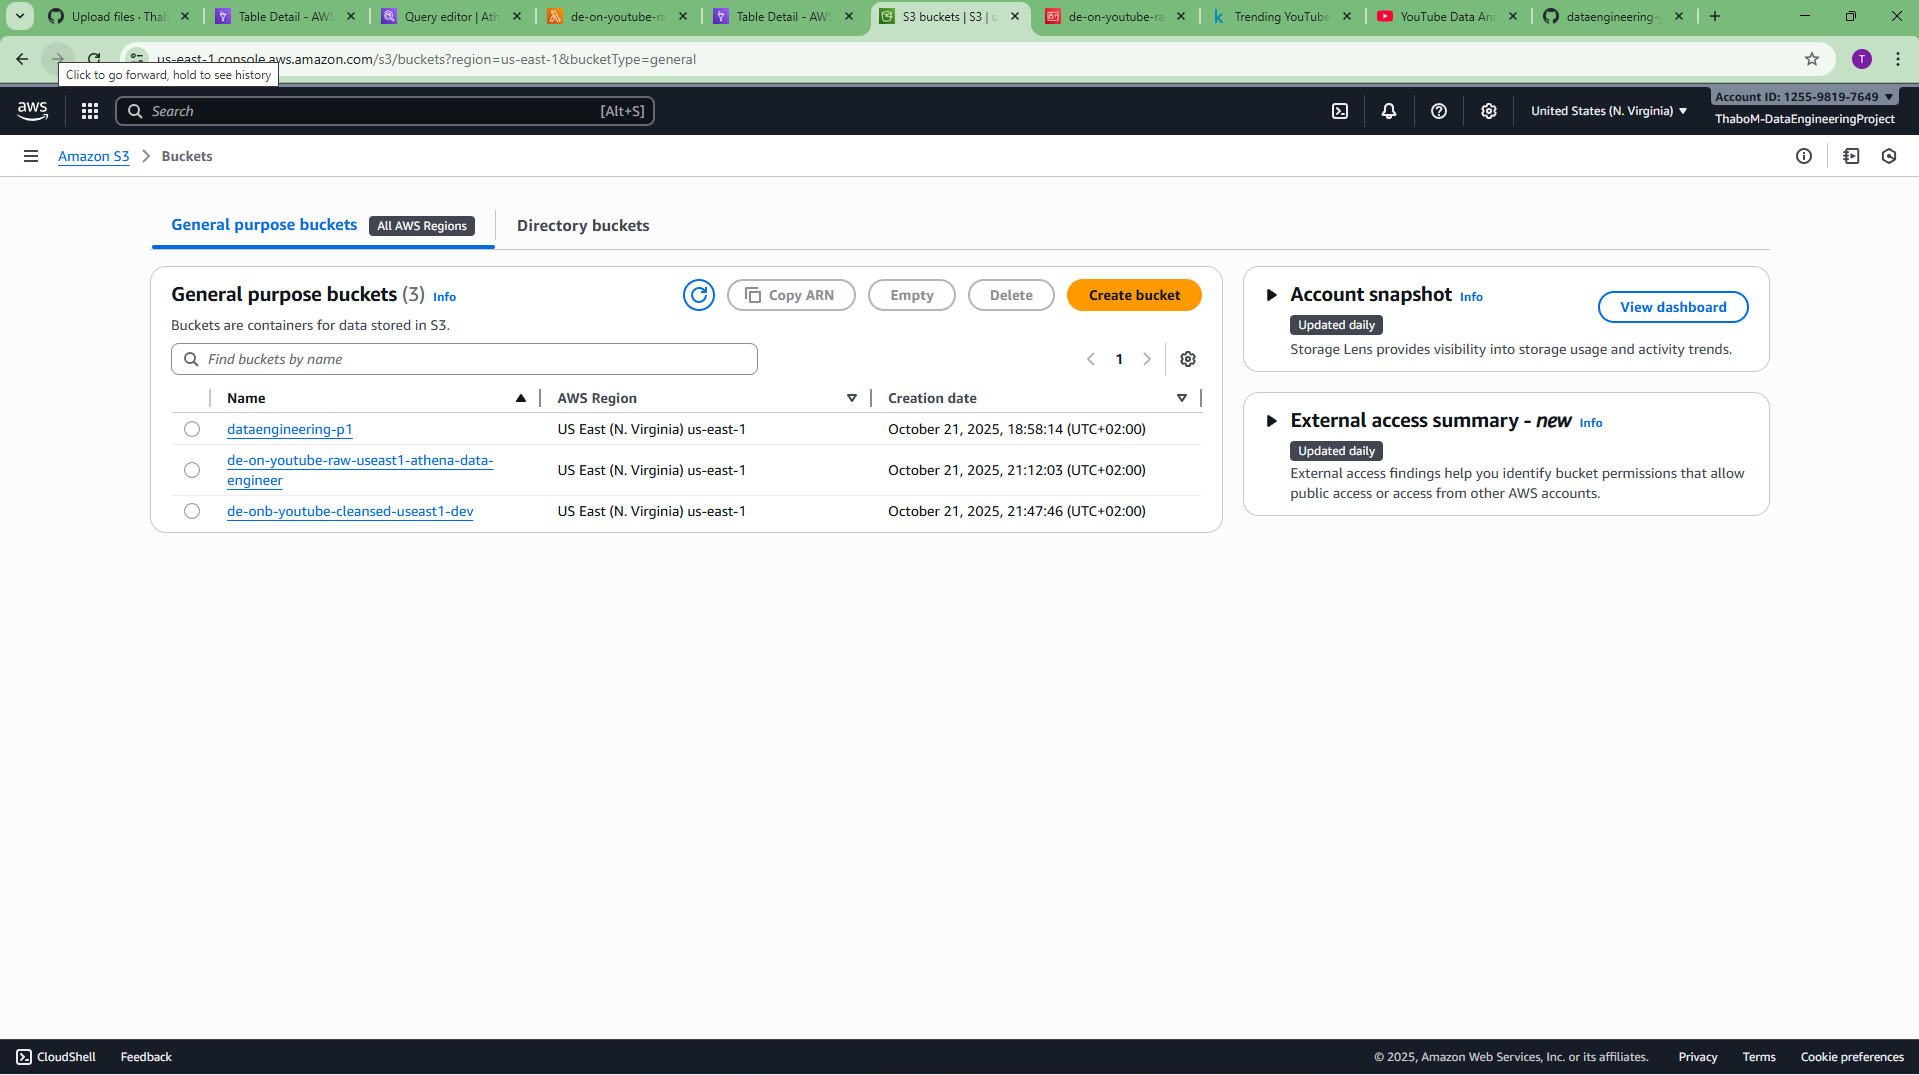 Upload files · Thab
Table Detail - AWS
Query editor | Ath
de-on-youtube-ra
Table Detail - AWS
S3 buckets | S3 | u
de-on-youtube-ra
Trending YouTube
YouTube Data Ana
dataengineering-y
us-east-1.console.aws.amazon.com/s3/buckets?region=us-east-1&bucketType=general
T
Click to go forward, hold to see history
aws
Search
[Alt+S]
United States (N. Virginia)
Account ID: 1255-9819-7649
ThaboM-DataEngineeringProject
Amazon S3 > Buckets
General purpose buckets
All AWS Regions
Directory buckets
General purpose buckets (3) Info
Copy ARN
Empty
Delete
Create bucket
Buckets are containers for data stored in S3.
Find buckets by name
1
Name
AWS Region
Creation date
dataengineering-p1
US East (N. Virginia) us-east-1
October 21, 2025, 18:58:14 (UTC+02:00)
de-on-youtube-raw-useast1-athena-data-
engineer
US East (N. Virginia) us-east-1
October 21, 2025, 21:12:03 (UTC+02:00)
de-onb-youtube-cleansed-useast1-dev
US East (N. Virginia) us-east-1
October 21, 2025, 21:47:46 (UTC+02:00)
Account snapshot Info
Updated daily
View dashboard
Storage Lens provides visibility into storage usage and activity trends.
External access summary - new Info
Updated daily
External access findings help you identify bucket permissions that allow
public access or access from other AWS accounts.
CloudShell
Feedback
© 2025, Amazon Web Services, Inc. or its affiliates.
Privacy
Terms
Cookie preferences